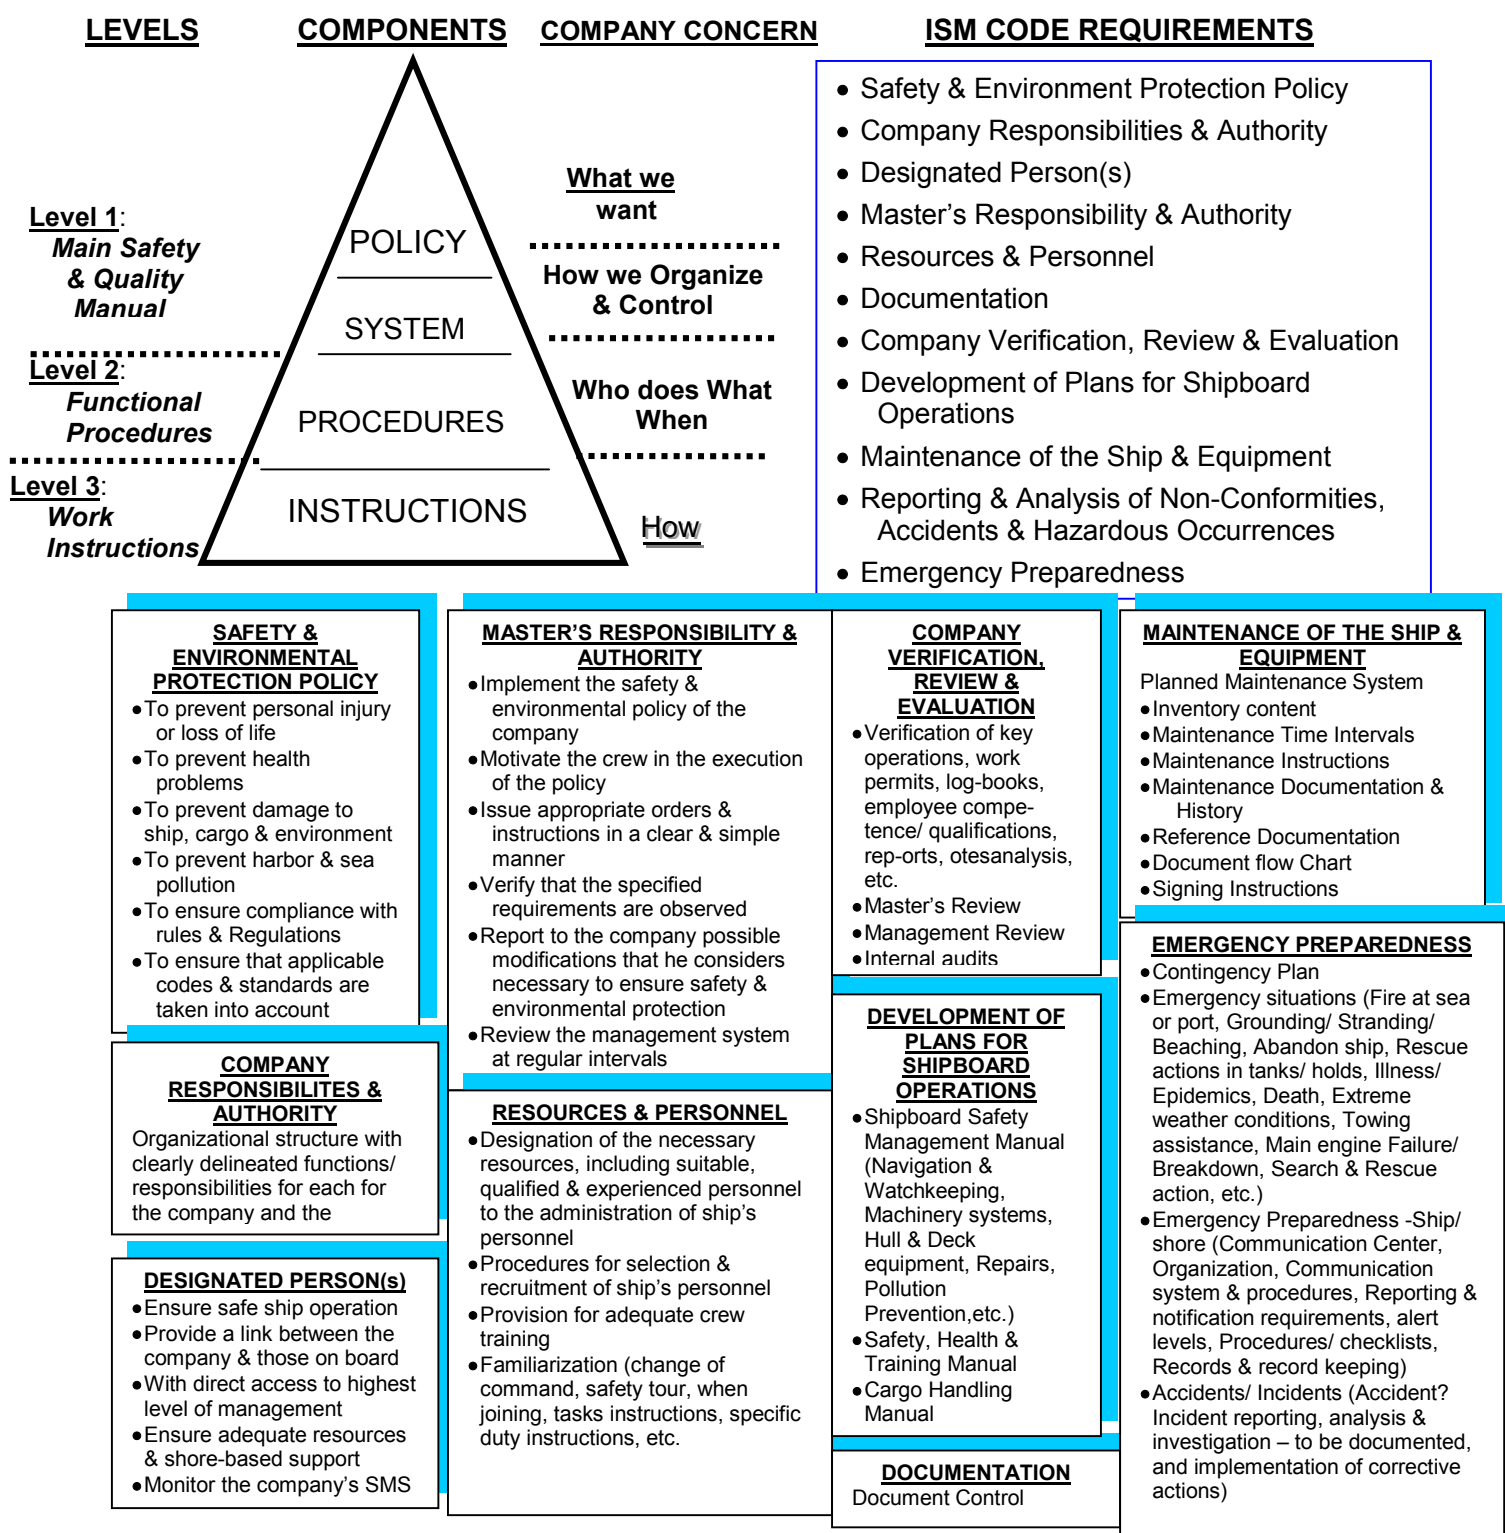 LEVELS
COMPONENTS
COMPANY CONCERN
ISM CODE REQUIREMENTS
Level 1:
Main Safety
& Quality
Manual
Level 2:
Functional
Procedures
Level 3:
Work
Instructions
POLICY
SYSTEM
PROCEDURES
INSTRUCTIONS
What we
want
How we Organize
& Control
Who does What
When
How
• Safety & Environment Protection Policy
• Company Responsibilities & Authority
• Designated Person(s)
• Master's Responsibility & Authority
• Resources & Personnel
• Documentation
• Company Verification, Review & Evaluation
• Development of Plans for Shipboard
Operations
• Maintenance of the Ship & Equipment
• Reporting & Analysis of Non-Conformities,
Accidents & Hazardous Occurrences
• Emergency Preparedness
SAFETY &
ENVIRONMENTAL
PROTECTION POLICY
• To prevent personal injury
or loss of life
• To prevent health
problems
• To prevent damage to
ship, cargo & environment
• To prevent harbor & sea
pollution
• To ensure compliance with
rules & Regulations
• To ensure that applicable
codes & standards are
taken into account
COMPANY
RESPONSIBILITES &
AUTHORITY
Organizational structure with
clearly delineated functions/
responsibilities for each for
the company and the
DESIGNATED PERSON(s)
• Ensure safe ship operation
• Provide a link between the
company & those on board
• With direct access to highest
level of management
• Ensure adequate resources
& shore-based support
• Monitor the company's SMS
MASTER'S RESPONSIBILITY &
AUTHORITY
• Implement the safety &
environmental policy of the
company
• Motivate the crew in the execution
of the policy
• Issue appropriate orders &
instructions in a clear & simple
manner
• Verify that the specified
requirements are observed
• Report to the company possible
modifications that he considers
necessary to ensure safety &
environmental protection
• Review the management system
at regular intervals
RESOURCES & PERSONNEL
• Designation of the necessary
resources, including suitable,
qualified & experienced personnel
to the administration of ship's
personnel
• Procedures for selection &
recruitment of ship's personnel
• Provision for adequate crew
training
• Familiarization (change of
command, safety tour, when
joining, tasks instructions, specific
duty instructions, etc.
COMPANY
VERIFICATION,
REVIEW &
EVALUATION
• Verification of key
operations, work
permits, log-books,
employee compe-
tence/ qualifications,
rep-orts, otesanalysis,
etc.
• Master's Review
• Management Review
• Internal audits
DEVELOPMENT OF
PLANS FOR
SHIPBOARD
OPERATIONS
• Shipboard Safety
Management Manual
(Navigation &
Watchkeeping,
Machinery systems,
Hull & Deck
equipment, Repairs,
Pollution
Prevention,etc.)
• Safety, Health &
Training Manual
• Cargo Handling
Manual
DOCUMENTATION
Document Control
MAINTENANCE OF THE SHIP &
EQUIPMENT
Planned Maintenance System
• Inventory content
• Maintenance Time Intervals
• Maintenance Instructions
• Maintenance Documentation &
History
• Reference Documentation
• Document flow Chart
• Signing Instructions
EMERGENCY PREPAREDNESS
• Contingency Plan
• Emergency situations (Fire at sea
or port, Grounding/ Stranding/
Beaching, Abandon ship, Rescue
actions in tanks/ holds, Illness/
Epidemics, Death, Extreme
weather conditions, Towing
assistance, Main engine Failure/
Breakdown, Search & Rescue
action, etc.)
• Emergency Preparedness -Ship/
shore (Communication Center,
Organization, Communication
system & procedures, Reporting &
notification requirements, alert
levels, Procedures/ checklists,
Records & record keeping)
• Accidents/ Incidents (Accident?
Incident reporting, analysis &
investigation – to be documented,
and implementation of corrective
actions)